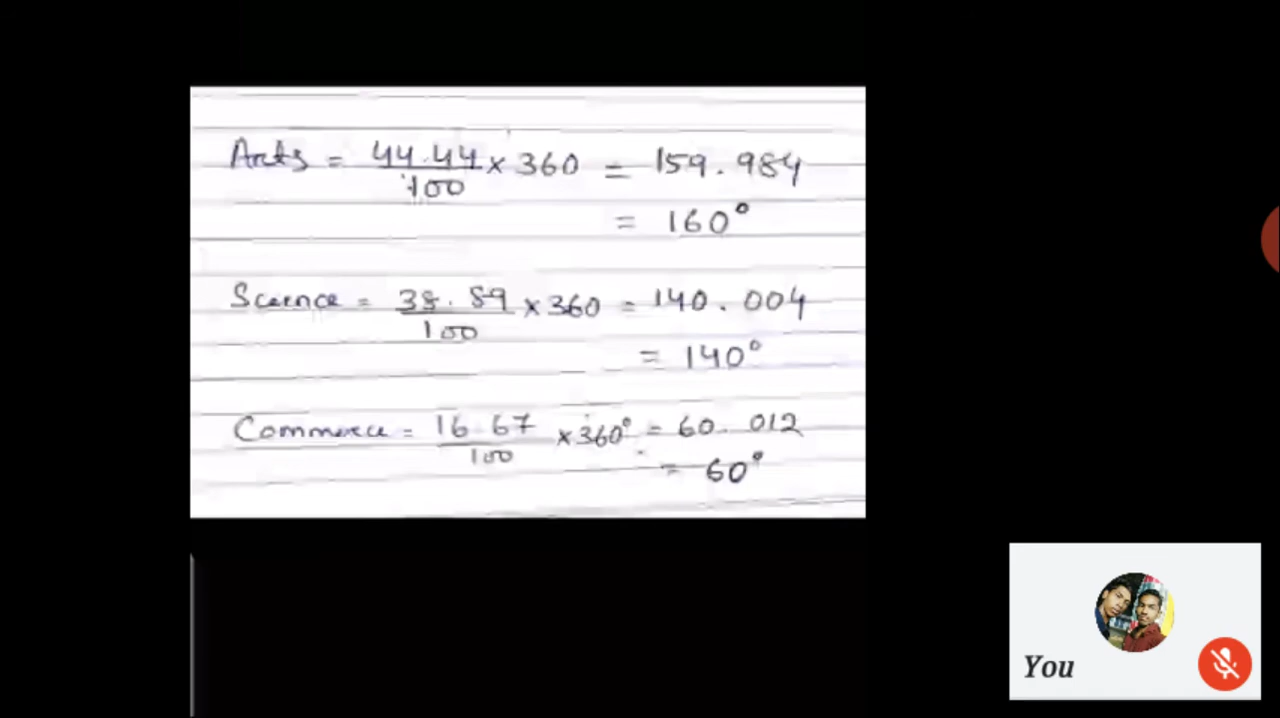 Arts = 44.44/100 × 360 = 159.984
= 160°
Science = 38.89/100 × 360 = 140.004
= 140°
Commerce = 16.67/100 × 360° = 60.012
= 60°
You